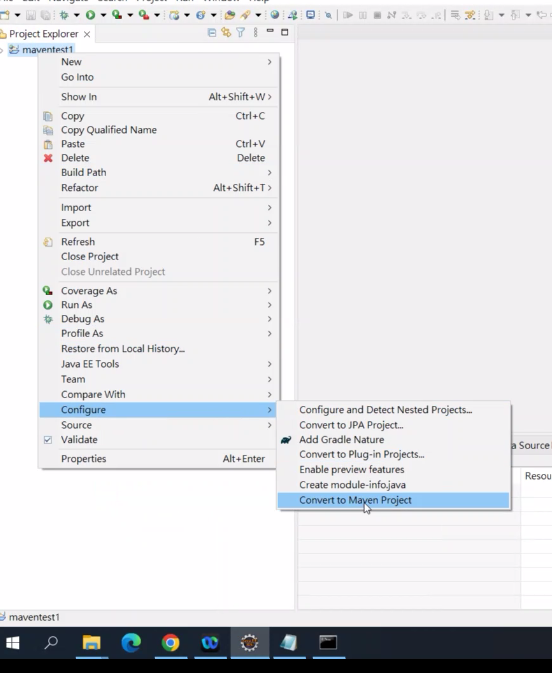 Project Explorer
maventest1
New
Go Into
Show In Alt+Shift+W
Copy Ctrl+C
Copy Qualified Name
Paste Ctrl+V
Delete Delete
Build Path
Refactor Alt+Shift+T
Import
Export
Refresh F5
Close Project
Close Unrelated Project
Coverage As
Run As
Debug As
Profile As
Restore from Local History...
Java EE Tools
Team
Compare With
Configure
Source
Validate
Properties Alt+Enter
Configure and Detect Nested Projects...
Convert to JPA Project...
Add Gradle Nature
Convert to Plug-in Projects...
Enable preview features
Create module-info.java
Convert to Maven Project
a Source
Resou
maventest1